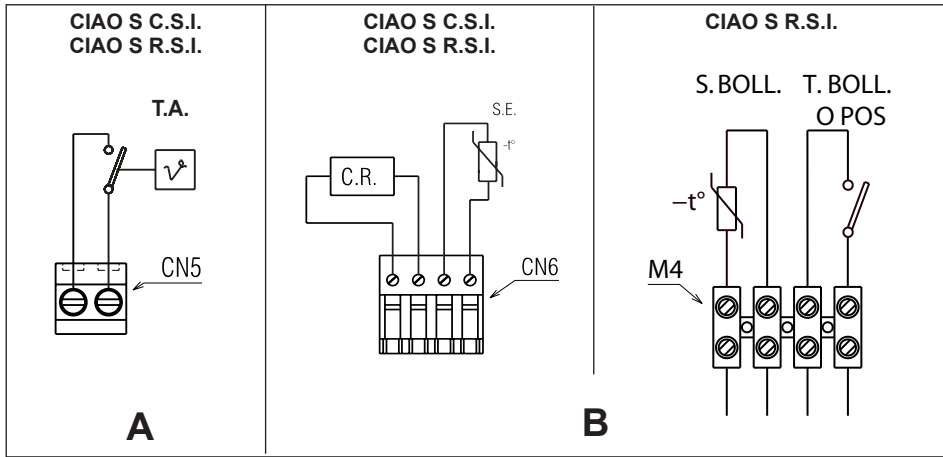 CIAO S C.S.I.
CIAO S R.S.I.
T.A.
CN5
A
CIAO S C.S.I.
CIAO S R.S.I.
S.E.
-t°
C.R.
CN6
CIAO S R.S.I.
S. BOLL.
T. BOLL.
O POS
–t°
M4
B